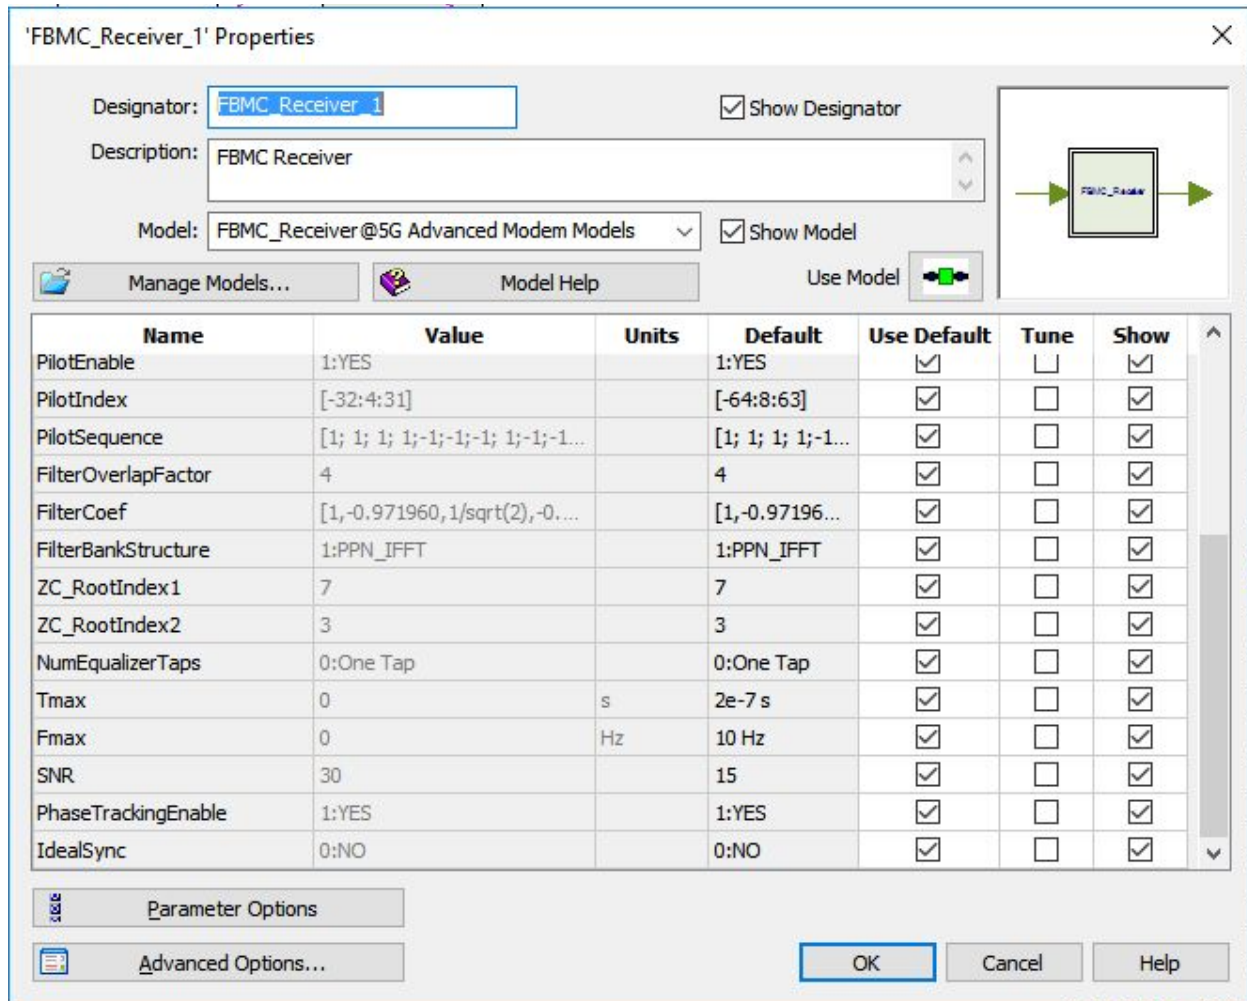 'FBMC_Receiver_1' Properties
Designator: FBMC_Receiver_1 Show Designator
Description: FBMC Receiver
Model: FBMC_Receiver@5G Advanced Modem Models Show Model
Manage Models... Model Help Use Model
Name Value Units Default Use Default Tune Show
PilotEnable 1:YES 1:YES
PilotIndex [-32:4:31] [-64:8:63]
PilotSequence [1; 1; 1; 1;-1;-1;-1; 1;-1;-1... [1; 1; 1; 1;-1...
FilterOverlapFactor 4 4
FilterCoef [1,-0.971960,1/sqrt(2),-0.... [1,-0.97196...
FilterBankStructure 1:PPN_IFFT 1:PPN_IFFT
ZC_RootIndex1 7 7
ZC_RootIndex2 3 3
NumEqualizerTaps 0:One Tap 0:One Tap
Tmax 0 s 2e-7 s
Fmax 0 Hz 10 Hz
SNR 30 15
PhaseTrackingEnable 1:YES 1:YES
IdealSync 0:NO 0:NO
Parameter Options
Advanced Options... OK Cancel Help